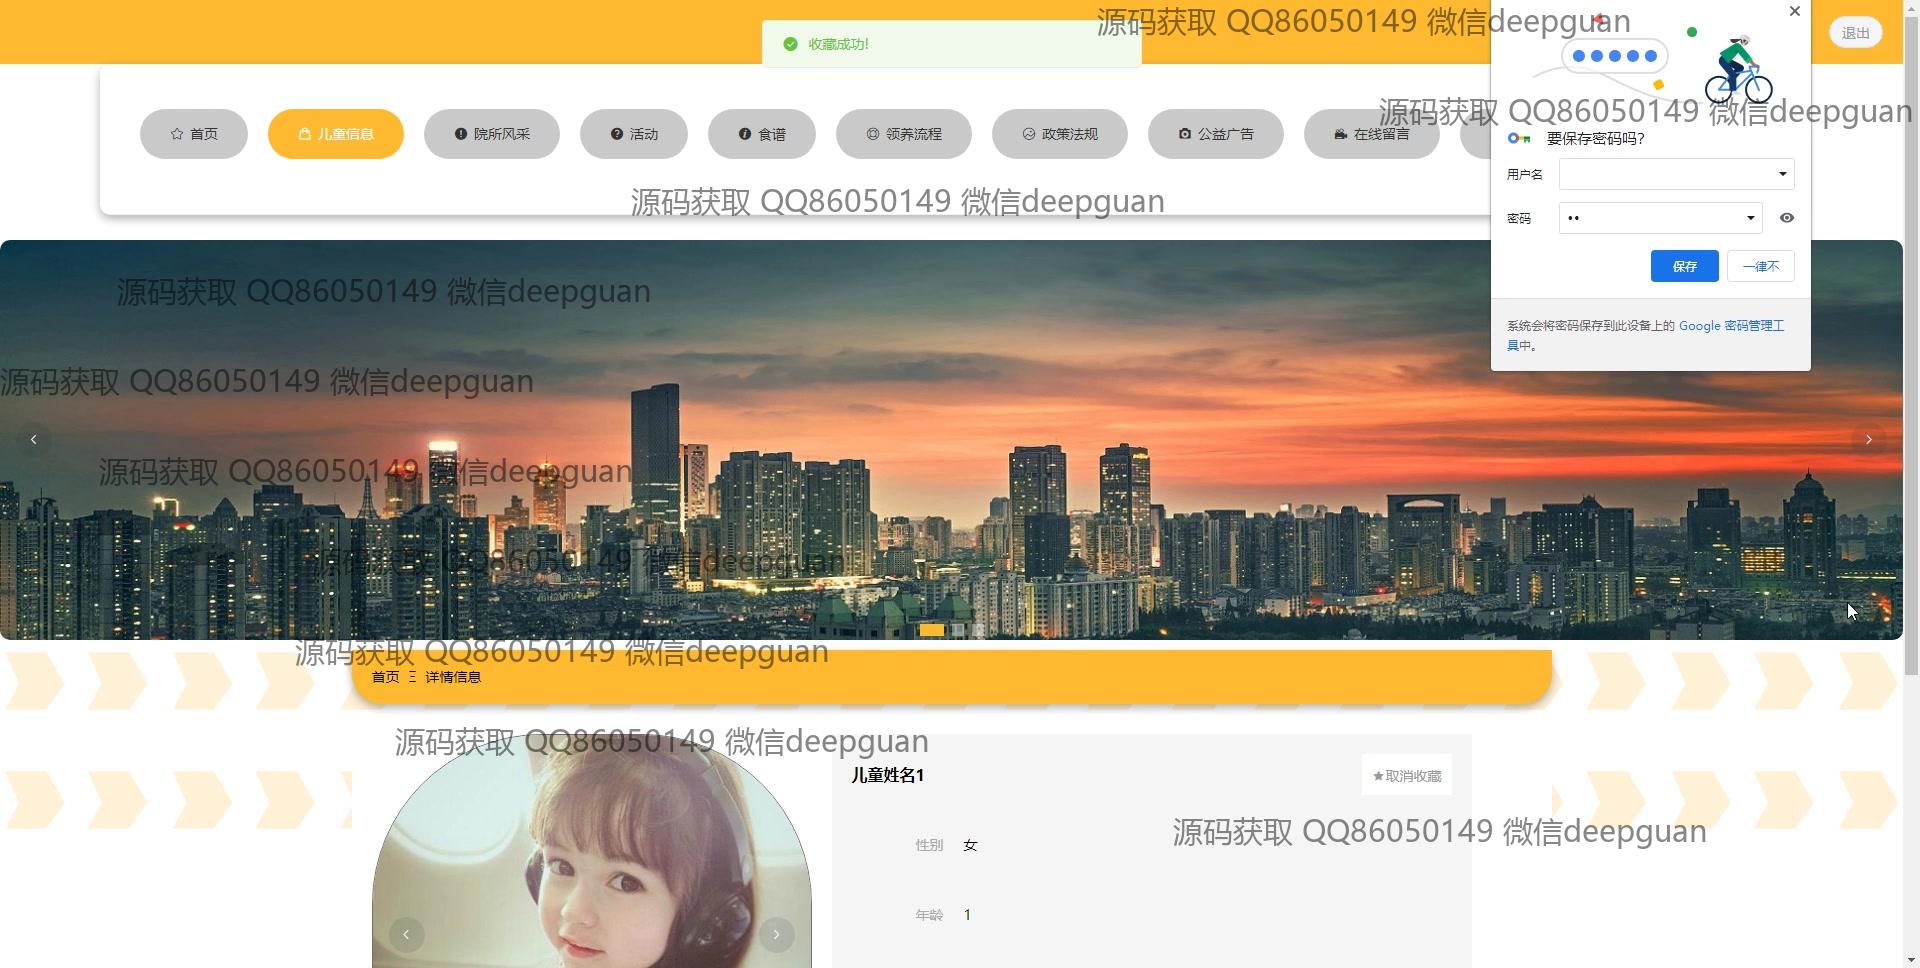 源码获取 QQ86050149 微信deepguan
收藏成功!
退出
首页
儿童信息
院所风采
活动
食谱
领养流程
政策法规
公益广告
在线留言
源码获取 QQ86050149 微信deepguan
要保存密码吗?
用户名
密码
保存
一律不
系统会将密码保存到此设备上的 Google 密码管理工
具中。
源码获取 QQ86050149 微信deepguan
源码获取 QQ86050149 微信deepguan
源码获取 QQ86050149 微信deepguan
源码获取 QQ86050149 微信deepguan
源码获取 QQ86050149 微信deepguan
源码获取 QQ86050149 微信deepguan
首页 Ξ 详情信息
源码获取 QQ86050149 微信deepguan
儿童姓名1
★取消收藏
源码获取 QQ86050149 微信deepguan
性别 女
年龄 1